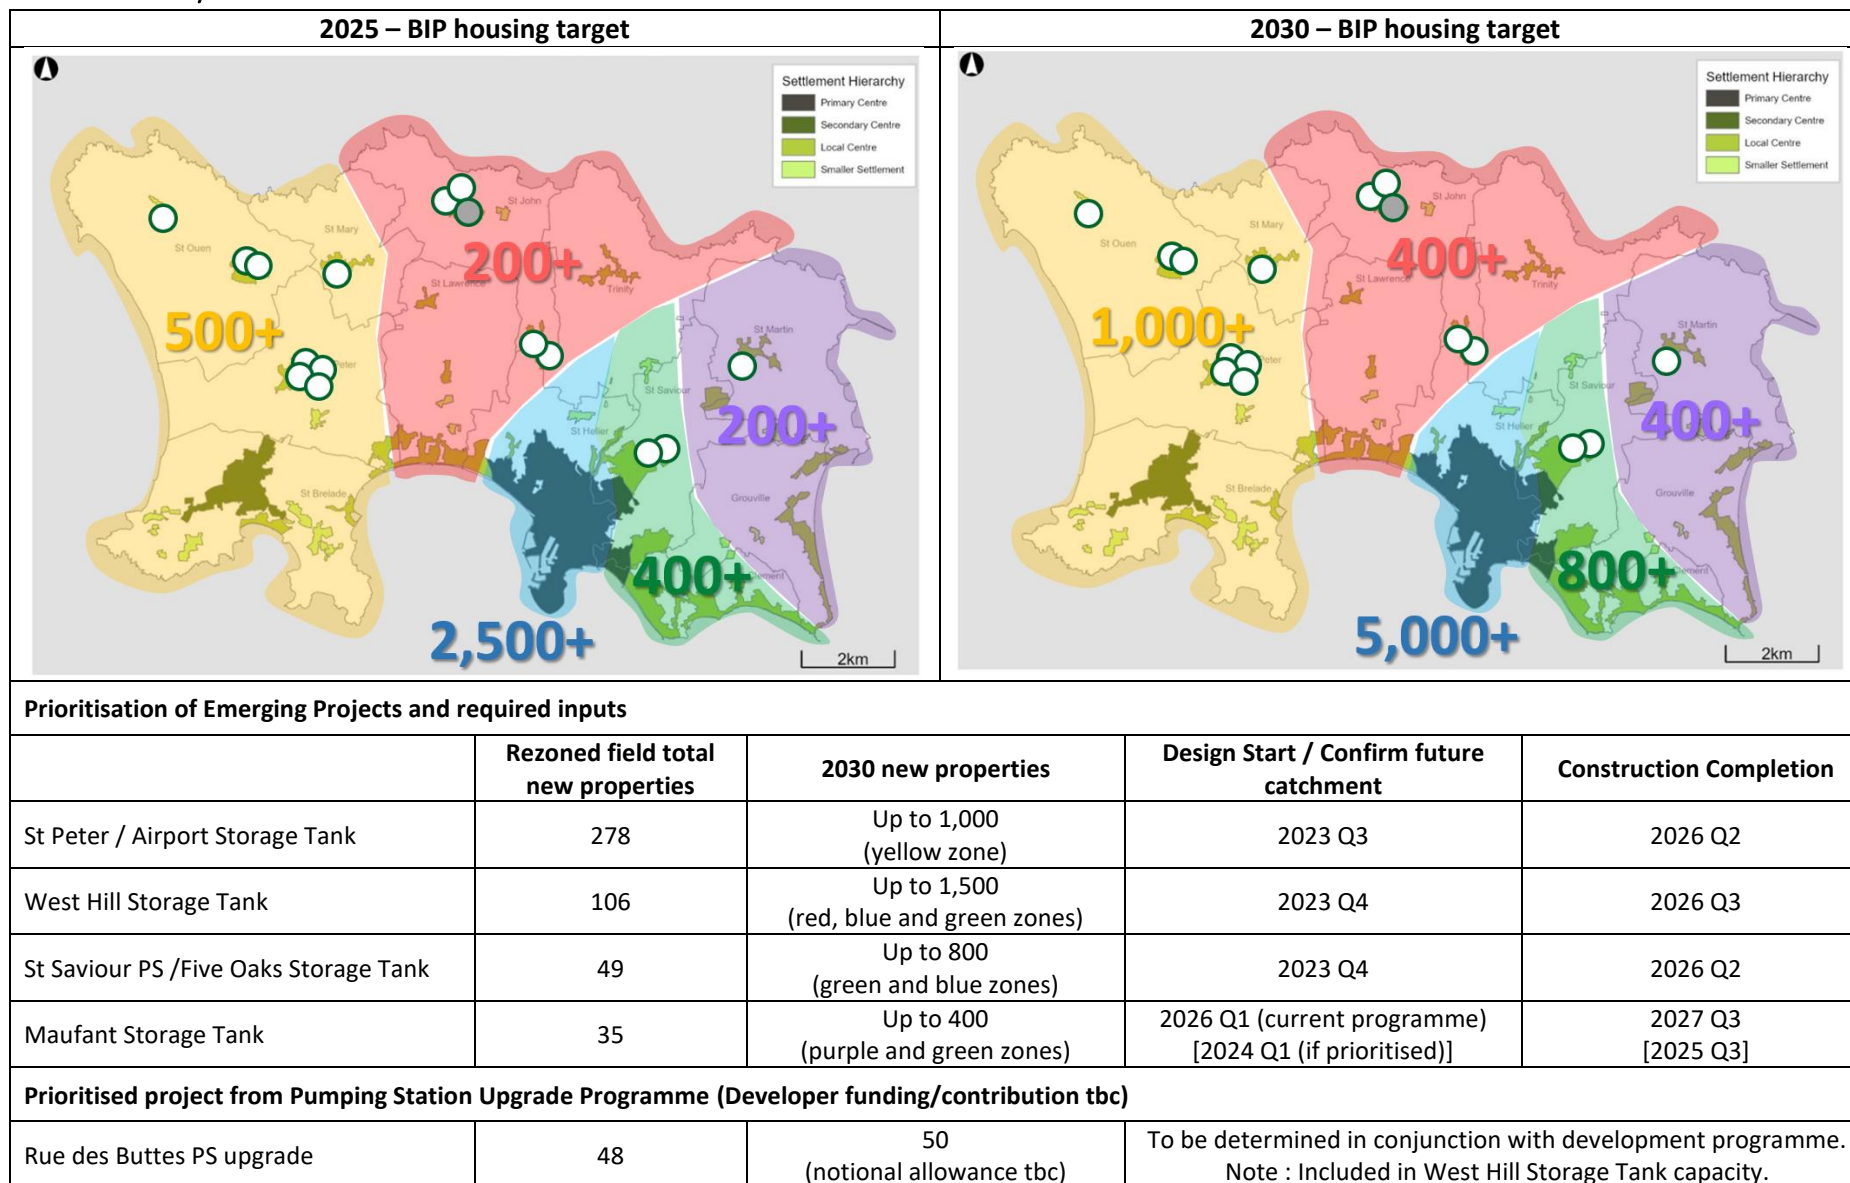 2025 – BIP housing target
2030 – BIP housing target
Settlement Hierarchy
Primary Centre
Secondary Centre
Local Centre
Smaller Settlement
St John
St Mary
St Ouen
200+
St Lawrence
Trinity
500+
St Martin
Peter
St Saviour
200+
St Helier
St Brelade
Grouville
400+
Clement
2,500+
2km
Settlement Hierarchy
Primary Centre
Secondary Centre
Local Centre
Smaller Settlement
St John
St Mary
St Ouen
400+
St Lawrence
Trinity
1,000+
St Martin
Peter
St Saviour
400+
St Helier
St Brelade
Grouville
800+
Clement
5,000+
2km
Prioritisation of Emerging Projects and required inputs
Rezoned field total
new properties
2030 new properties
Design Start / Confirm future
catchment
Construction Completion
St Peter / Airport Storage Tank
278
Up to 1,000
(yellow zone)
2023 Q3
2026 Q2
West Hill Storage Tank
106
Up to 1,500
(red, blue and green zones)
2023 Q4
2026 Q3
St Saviour PS /Five Oaks Storage Tank
49
Up to 800
(green and blue zones)
2023 Q4
2026 Q2
Maufant Storage Tank
35
Up to 400
(purple and green zones)
2026 Q1 (current programme)
[2024 Q1 (if prioritised)]
2027 Q3
[2025 Q3]
Prioritised project from Pumping Station Upgrade Programme (Developer funding/contribution tbc)
Rue des Buttes PS upgrade
48
50
(notional allowance tbc)
To be determined in conjunction with development programme.
Note : Included in West Hill Storage Tank capacity.